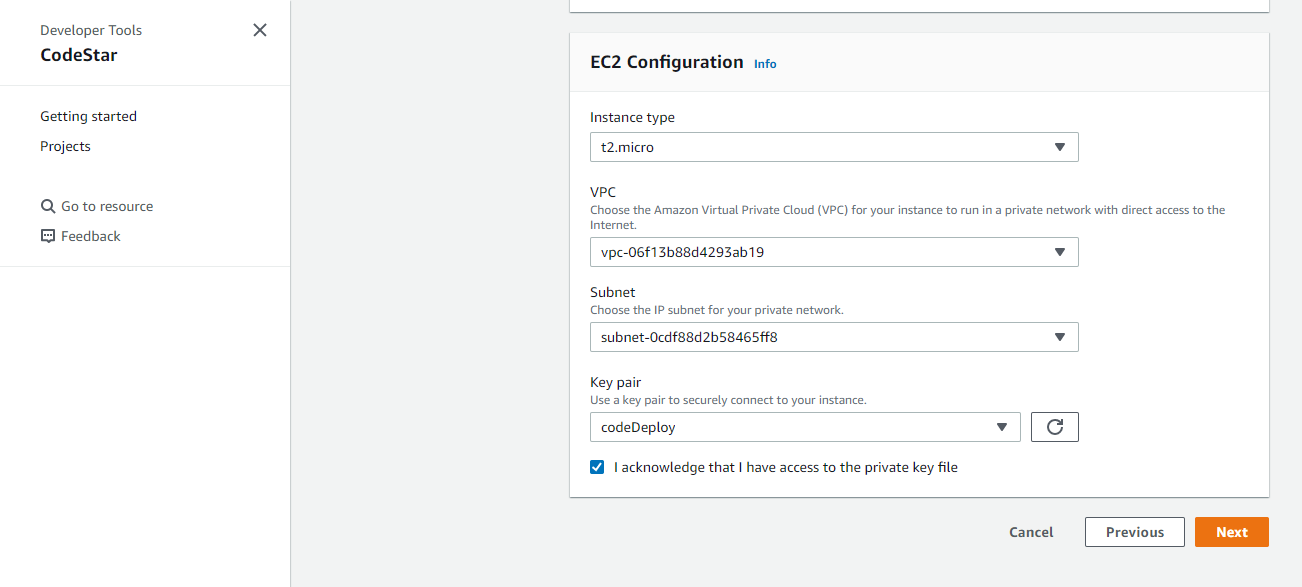 Developer Tools
CodeStar
Getting started
Projects
Go to resource
Feedback
EC2 Configuration Info
Instance type
t2.micro
VPC
Choose the Amazon Virtual Private Cloud (VPC) for your instance to run in a private network with direct access to the
Internet.
vpc-06f13b88d4293ab19
Subnet
Choose the IP subnet for your private network.
subnet-0cdf88d2b58465ff8
Key pair
Use a key pair to securely connect to your instance.
codeDeploy
I acknowledge that I have access to the private key file
Cancel Previous Next